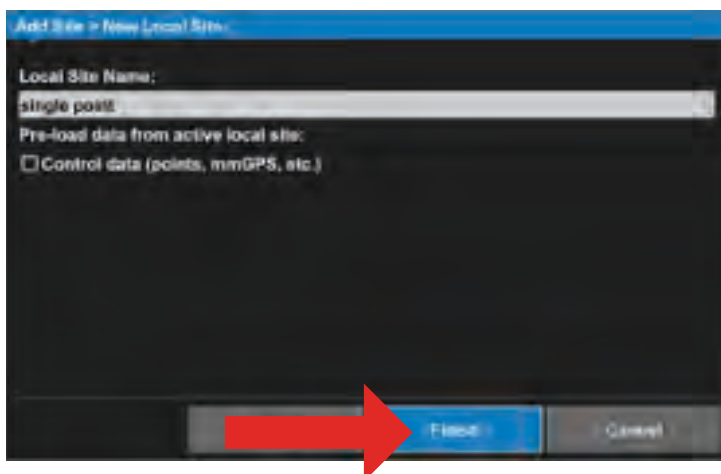 Add Site > New Local Site
Local Site Name:
single point
Pre-load data from active local site:
Control data (points, mmGPS, etc.)
Finish
Cancel